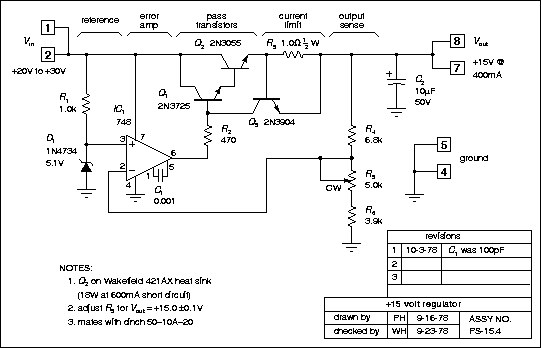 reference error amp pass transistors current limit output sense
1
V_in
2
+20V to +30V
Q2 2N3055
R3 1.0Ω ½ W
8 V_out
7 +15V @ 400mA
R1 1.0k
IC1 748
Q1 2N3725
Q3 2N3904
+ C2 10μF 50V
D1 1N4734 5.1V
R2 470
R4 6.8k
3 + 7
6
2 − 5
4 1
C1 0.001
5
ground
4
R5 5.0k
CW
R6 3.9k
NOTES:
1. Q2 on Wakefield 421AX heat sink
(18W at 600mA short circuit)
2. adjust R5 for V_out = +15.0 ±0.1V
3. mates with cinch 50–10A–20
revisions
1 10-3-78 C1 was 100pF
2
3
+15 volt regulator
drawn by PH 9-16-78 ASSY NO.
checked by WH 9-23-78 PS-15.4